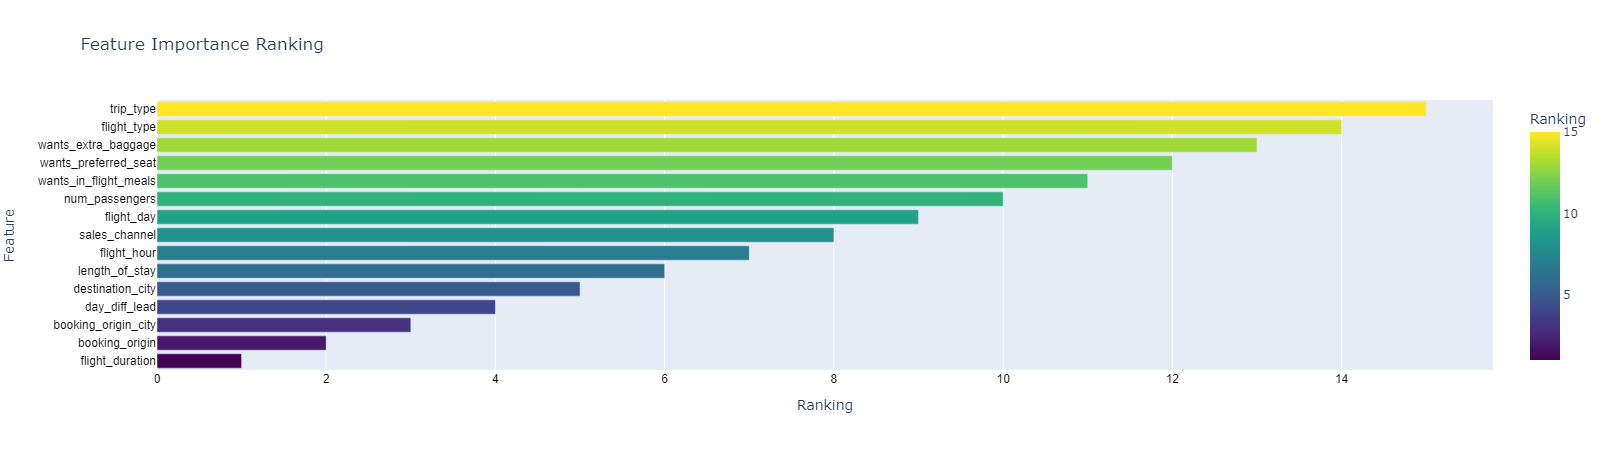 Feature Importance Ranking
Feature
trip_type
flight_type
wants_extra_baggage
wants_preferred_seat
wants_in_flight_meals
num_passengers
flight_day
sales_channel
flight_hour
length_of_stay
destination_city
day_diff_lead
booking_origin_city
booking_origin
flight_duration
0 2 4 6 8 10 12 14
Ranking
Ranking
15
10
5